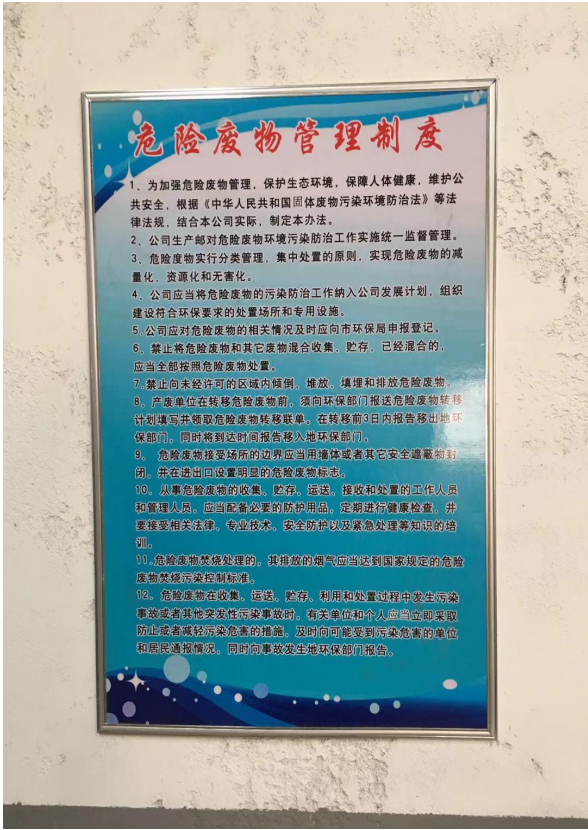 危险废物管理制度
1、为加强危险废物管理，保护生态环境，保障人体健康，维护公
共安全，根据《中华人民共和国固体废物污染环境防治法》等法
律法规，结合本公司实际，制定本办法。
2、公司生产邮对危险废物环境污染防治工作实施统一监督管理。
3、危险废物实行分类管理，集中处置的原则，实现危险废物的减
量化、资源化和无害化。
4、公司应当将危险废物的污染防治工作纳入公司发展计划，组织
建设符合环保要求的处置场所和专用设施。
5.公司应对危险废物的相关情况及时应向市环保局申报登记。
6、禁止将危险废物和其它废物混合收集、贮存，已经混合的，
应当全部按照危险废物处置。
7.禁止向未经许可的区域内倾倒、堆放、填埋和排放危险废物。
8、产废单位在转移危险废物前，须向环保部门报送危险废物转移
计划填写并领取危险废物转移联单，在转移前3日内报告移出地环
保部门，同时将到达时间报告移入地环保部门。
9、危险废物接受场所的边界应当用墙体或者其它安全遮蔽物封
闭，并在进出口设置明显的危险废物标志。
10、从事危险废物的收集、贮存、运送、接收和处置的工作人员
和管理人员，应当配备必要的防护用品，定期进行健康检查，并
要接受相关法律、专业技术、安全防护以及紧急处理等知识的培
训。
11.危险废物焚烧处理的，其排放的烟气应当达到国家规定的危险
废物焚烧污染控制标准。
12、危险废物在收集、运送、贮存、利用和处置过程中发生污染
事故或者其他突发性污染事故时，有关单位和个人应当立即采取
防止或者减轻污染危害的措施，及时向可能受到污染危害的单位
和居民通报情况，同时向事故发生地环保部门报告。